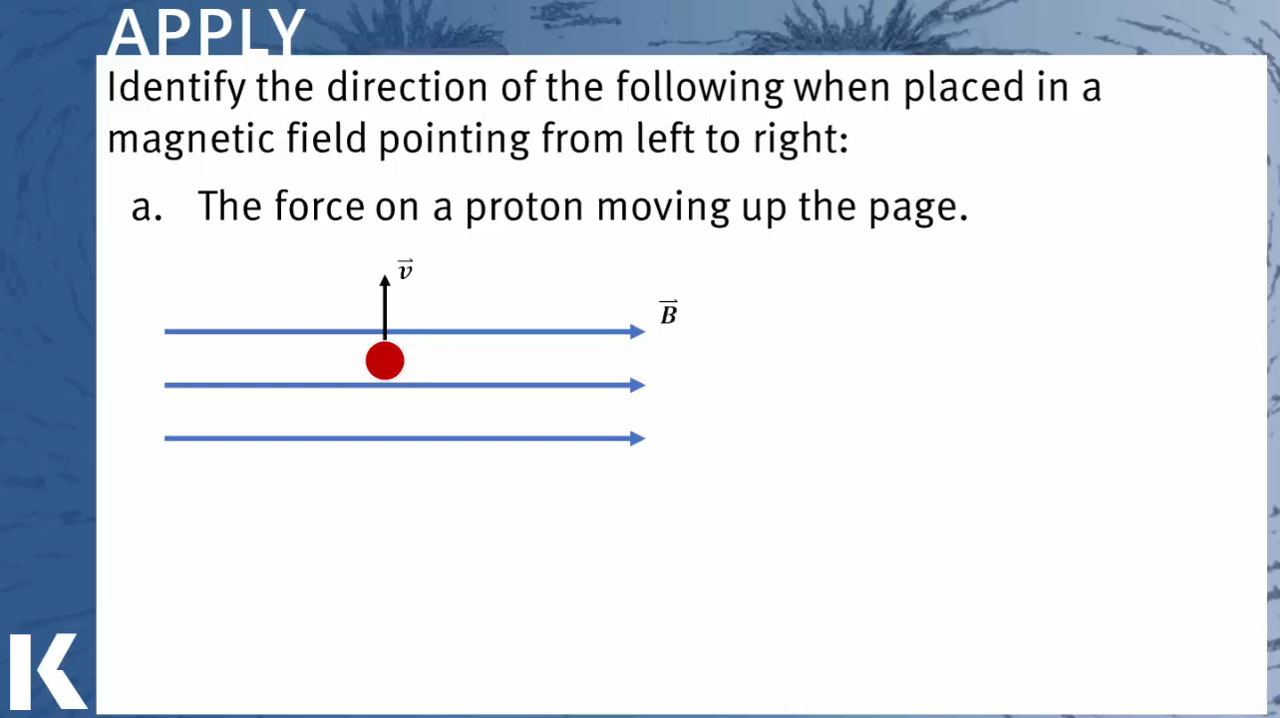 APPLY
Identify the direction of the following when placed in a
magnetic field pointing from left to right:
a. The force on a proton moving up the page.
v⃗
B⃗
K